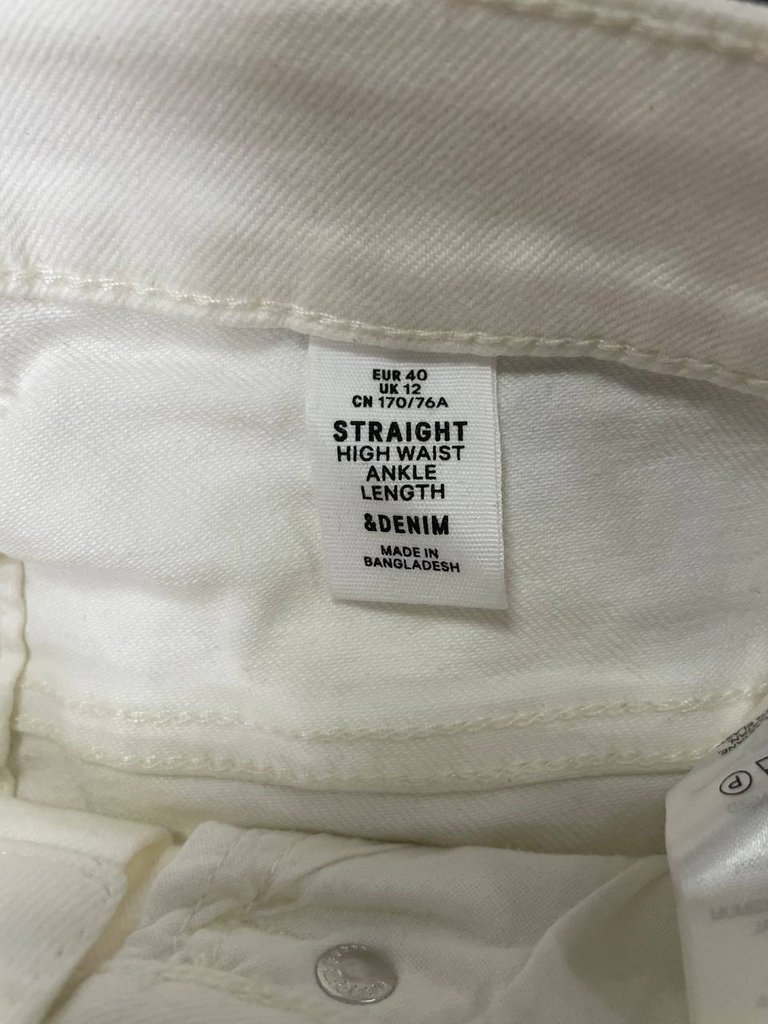 EUR 40
UK 12
CN 170/76A
STRAIGHT
HIGH WAIST
ANKLE
LENGTH
&DENIM
MADE IN
BANGLADESH
P